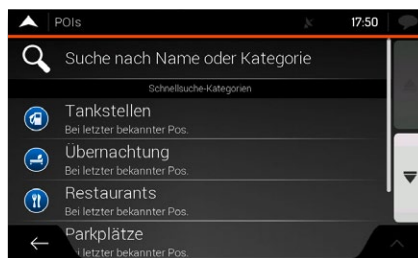 POIs 17:50
Suche nach Name oder Kategorie
Schnellsuche-Kategorien
Tankstellen
Bei letzter bekannter Pos.
Übernachtung
Bei letzter bekannter Pos.
Restaurants
Bei letzter bekannter Pos.
Parkplätze
letzter bekannter Pos.